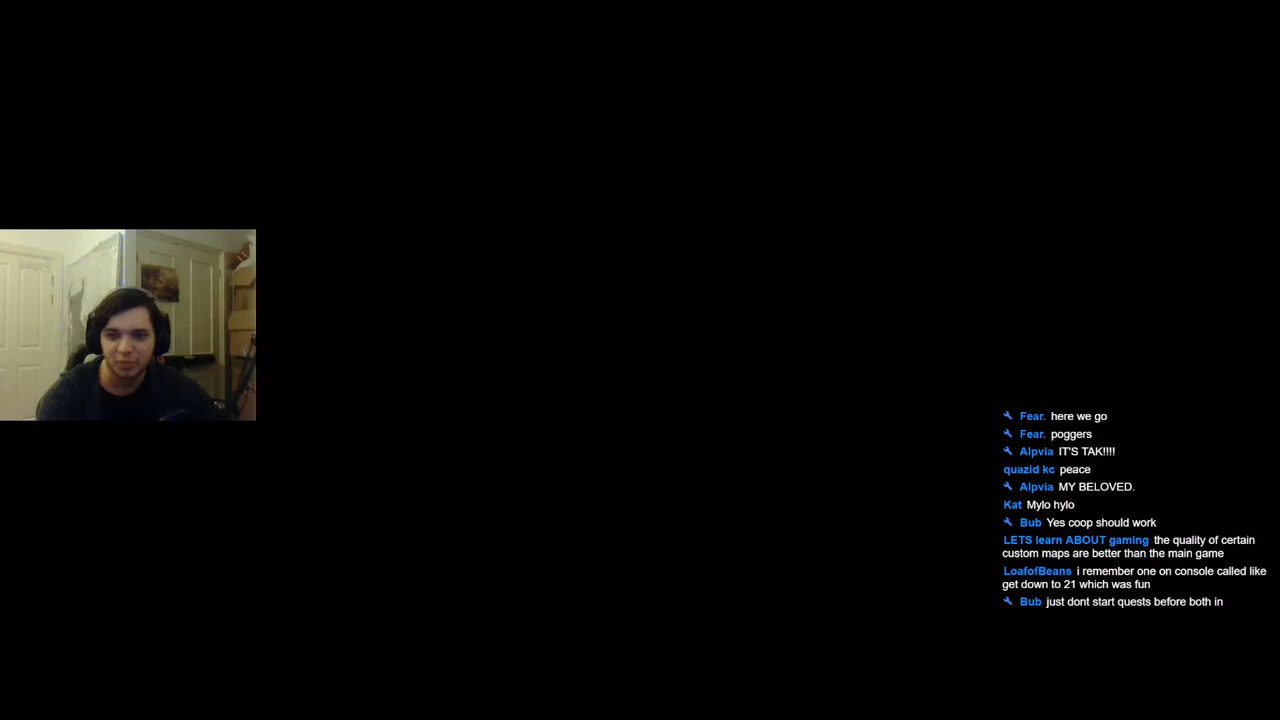 Fear. here we go
Fear. poggers
Alpvia IT'S TAK!!!!
quazid kc peace
Alpvia MY BELOVED.
Kat Mylo hylo
Bub Yes coop should work
LETS learn ABOUT gaming the quality of certain
custom maps are better than the main game
LoafofBeans i remember one on console called like
get down to 21 which was fun
Bub just dont start quests before both in